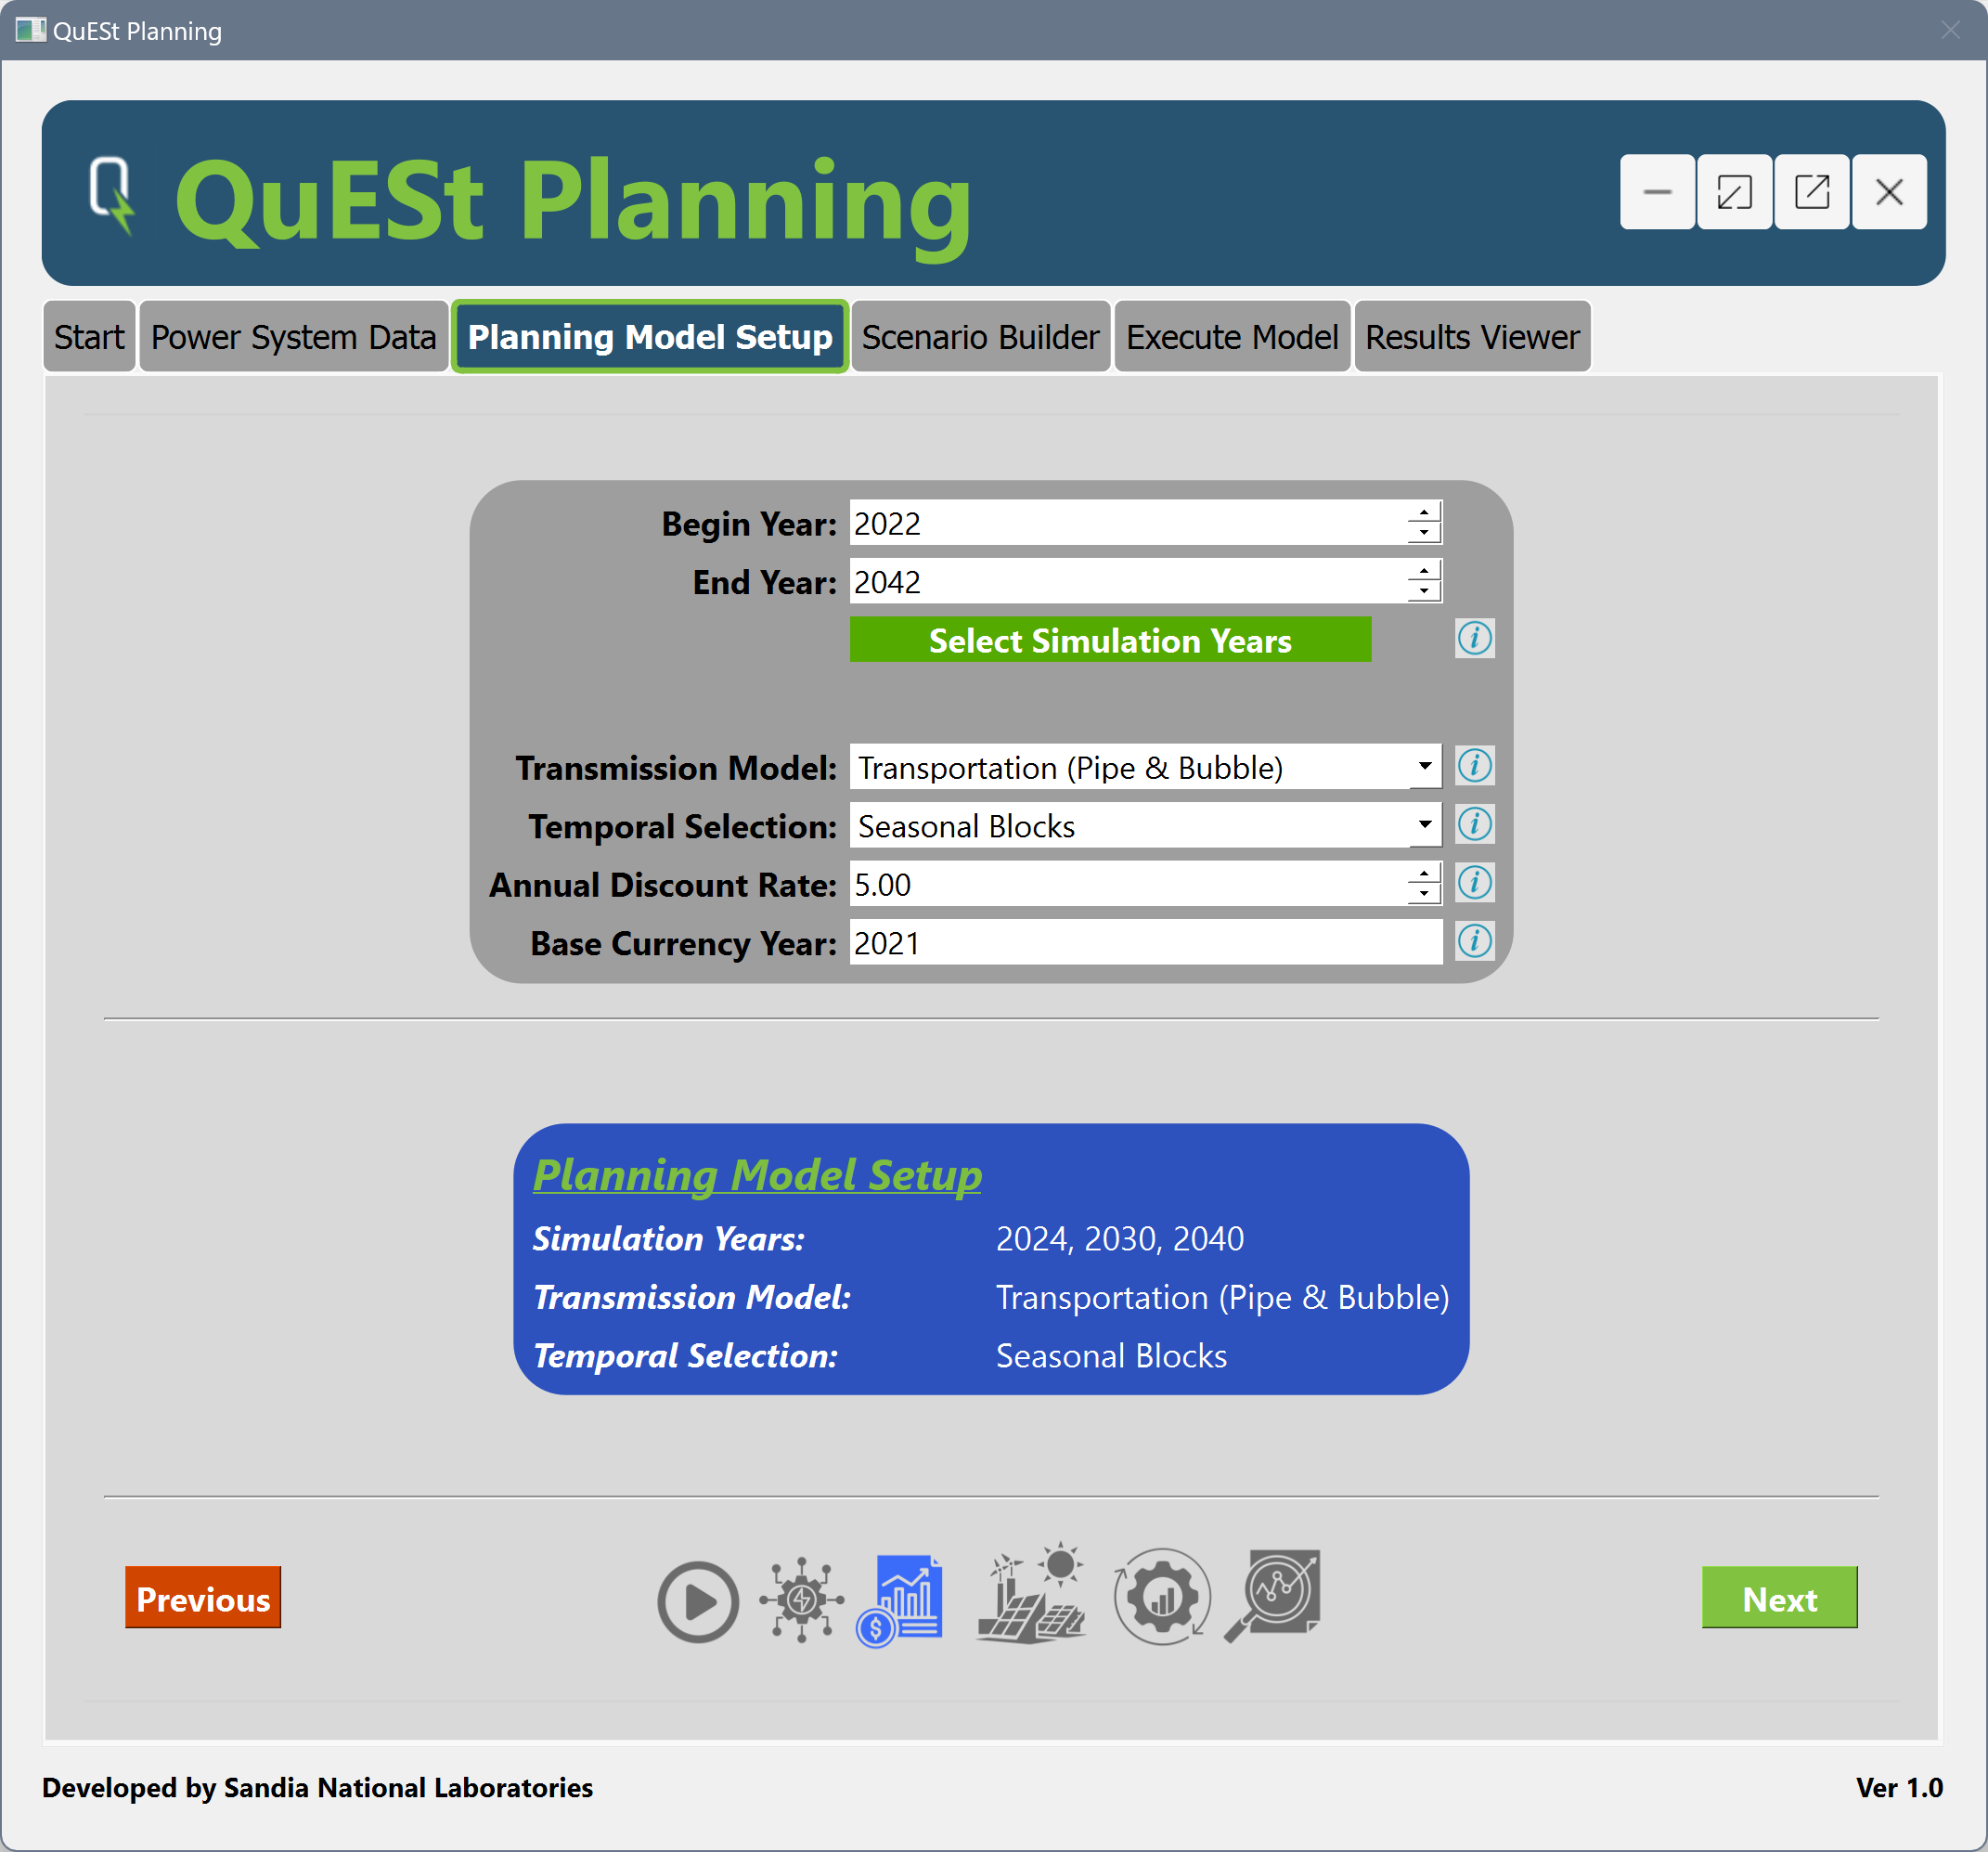 QuESt Planning
QuESt Planning
Start Power System Data Planning Model Setup Scenario Builder Execute Model Results Viewer
Begin Year: 2022
End Year: 2042
Select Simulation Years
Transmission Model: Transportation (Pipe & Bubble)
Temporal Selection: Seasonal Blocks
Annual Discount Rate: 5.00
Base Currency Year: 2021
Planning Model Setup
Simulation Years: 2024, 2030, 2040
Transmission Model: Transportation (Pipe & Bubble)
Temporal Selection: Seasonal Blocks
Previous Next
Developed by Sandia National Laboratories Ver 1.0